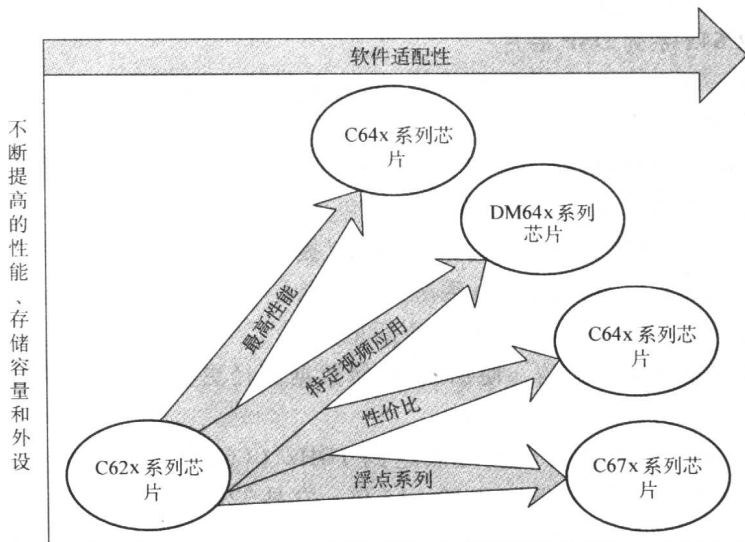 软件适配性
不断提高的性能、存储容量和外设
C64x 系列芯
片
DM64x 系列
芯片
最高性能
特定视频应用
C64x 系列芯
片
性价比
C62x 系列芯
片
浮点系列
C67x 系列芯
片